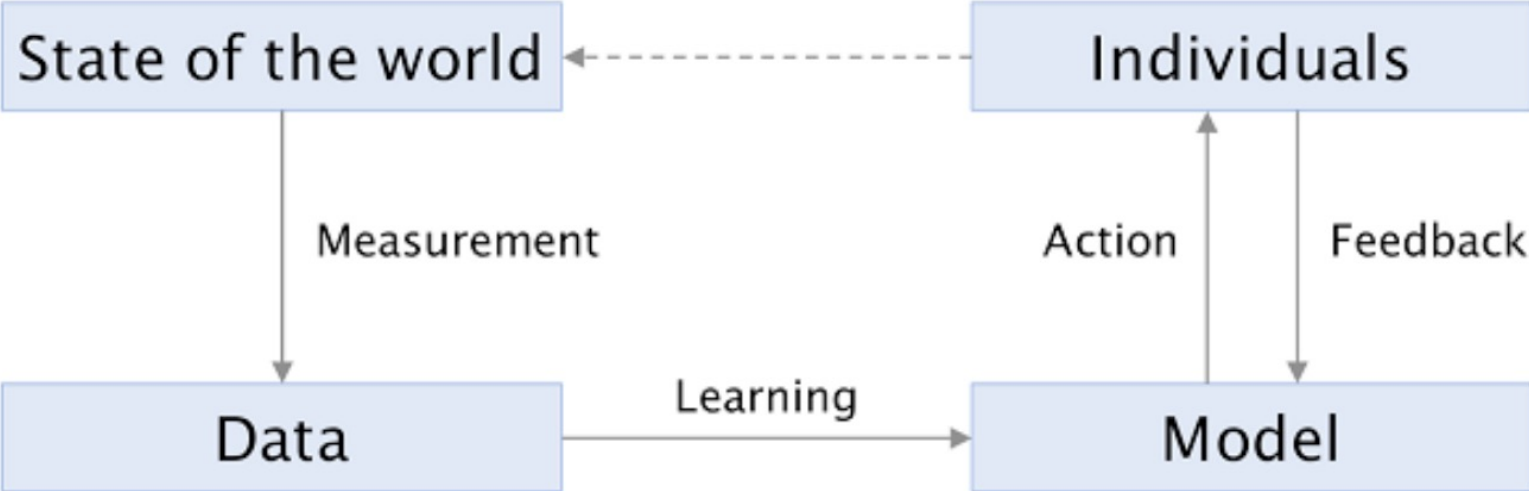 State of the world
Individuals
Measurement
Action
Feedback
Learning
Data
Model